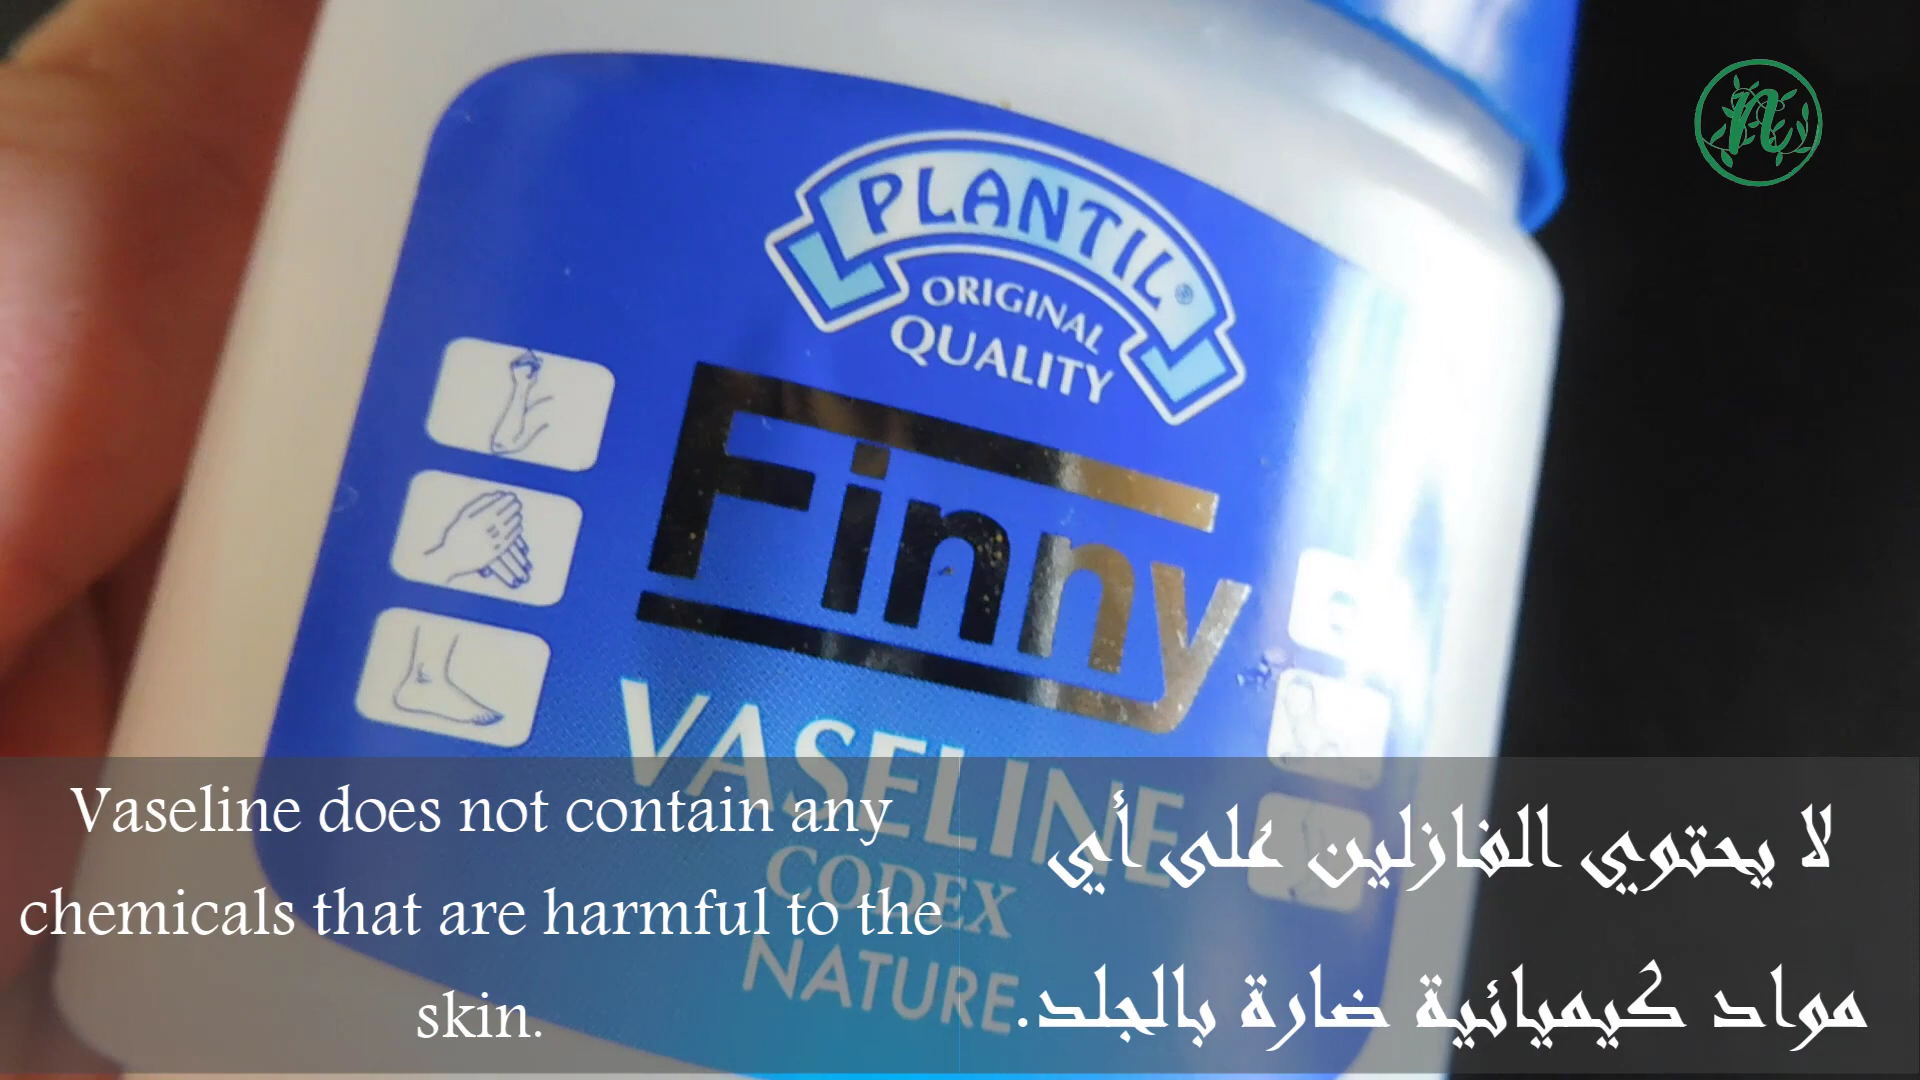 PLANTIL®
ORIGINAL
QUALITY
Finny
VASELINE
CODEX
NATURE
Vaseline does not contain any
chemicals that are harmful to the
skin.
لا يحتوي الفازلين على أي
مواد كيميائية ضارة بالجلد.
n